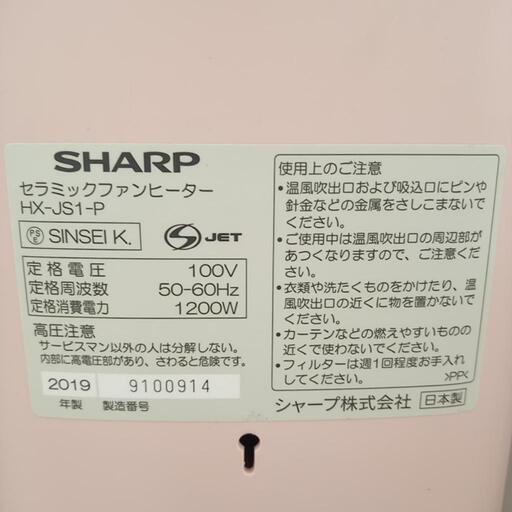 SHARP
セラミックファンヒーター
HX-JS1-P
PS
E SINSEI K.
S JET
定格電圧 100V
定格周波数 50-60Hz
定格消費電力 1200W
高圧注意
サービスマン以外の人は分解しない。
内部に高電圧部があり、さわると危険です。
2019 9100914
年製 製造番号
使用上のご注意
•温風吹出口および吸込口にピンや
針金などの金属をさしこまないで
ください。
•ご使用中は温風吹出口の周辺部が
あつくなりますので、ご注意くだ
さい。
•衣類や洗たくものをかけたり、温
風吹出口の近くに物を置かないで
ください。
•カーテンなどの燃えやすいものの
近くで使わないでください。
•フィルターは週1回程度お手入れ
してください。
>PP<
シャープ株式会社 日本製